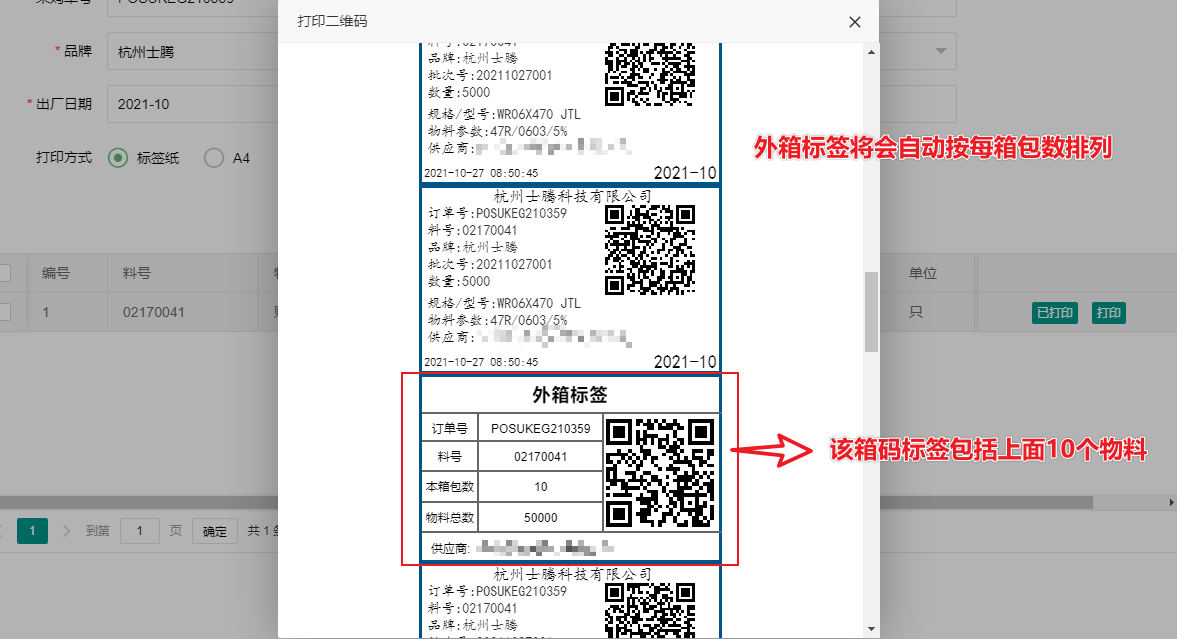 采购单号 POSUKEG210359
打印二维码
* 品牌 杭州士腾
* 出厂日期 2021-10
打印方式 标签纸 A4
编号 料号 单位
1 02170041 只 已打印 打印
1 到第 1 页 确定 共 1 条
料号:02170041
品牌:杭州士腾
批次号:20211027001
数量:5000
规格/型号:WR06X470 JTL
物料参数:47R/0603/5%
供应商:
2021-10-27 08:50:45 2021-10
杭州士腾科技有限公司
订单号:POSUKEG210359
料号:02170041
品牌:杭州士腾
批次号:20211027001
数量:5000
规格/型号:WR06X470 JTL
物料参数:47R/0603/5%
供应商:
2021-10-27 08:50:45 2021-10
外箱标签
订单号 POSUKEG210359
料号 02170041
本箱包数 10
物料总数 50000
供应商:
杭州士腾科技有限公司
订单号:POSUKEG210359
料号:02170041
品牌:杭州士腾
外箱标签将会自动按每箱包数排列
该箱码标签包括上面10个物料